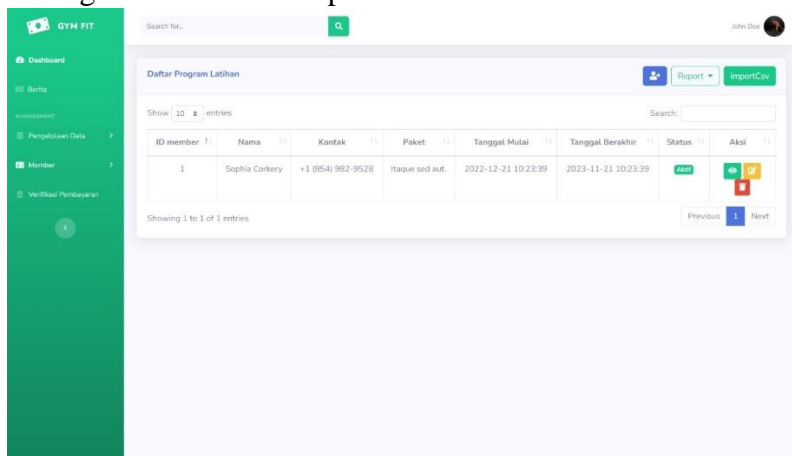 GYM FIT
Search for...
John Doe
Dashboard
Berita
MANAGEMENT
Pengelolaan Data
Member
Verifikasi Pembayaran
Daftar Program Latihan
Report
importCsv
Show 10 entries
Search:
ID member Nama Kontak Paket Tanggal Mulai Tanggal Berakhir Status Aksi
1 Sophia Corkery +1 (854) 982-9528 itaque sed aut. 2022-12-21 10:23:39 2023-11-21 10:23:39 Aktif
Showing 1 to 1 of 1 entries
Previous 1 Next